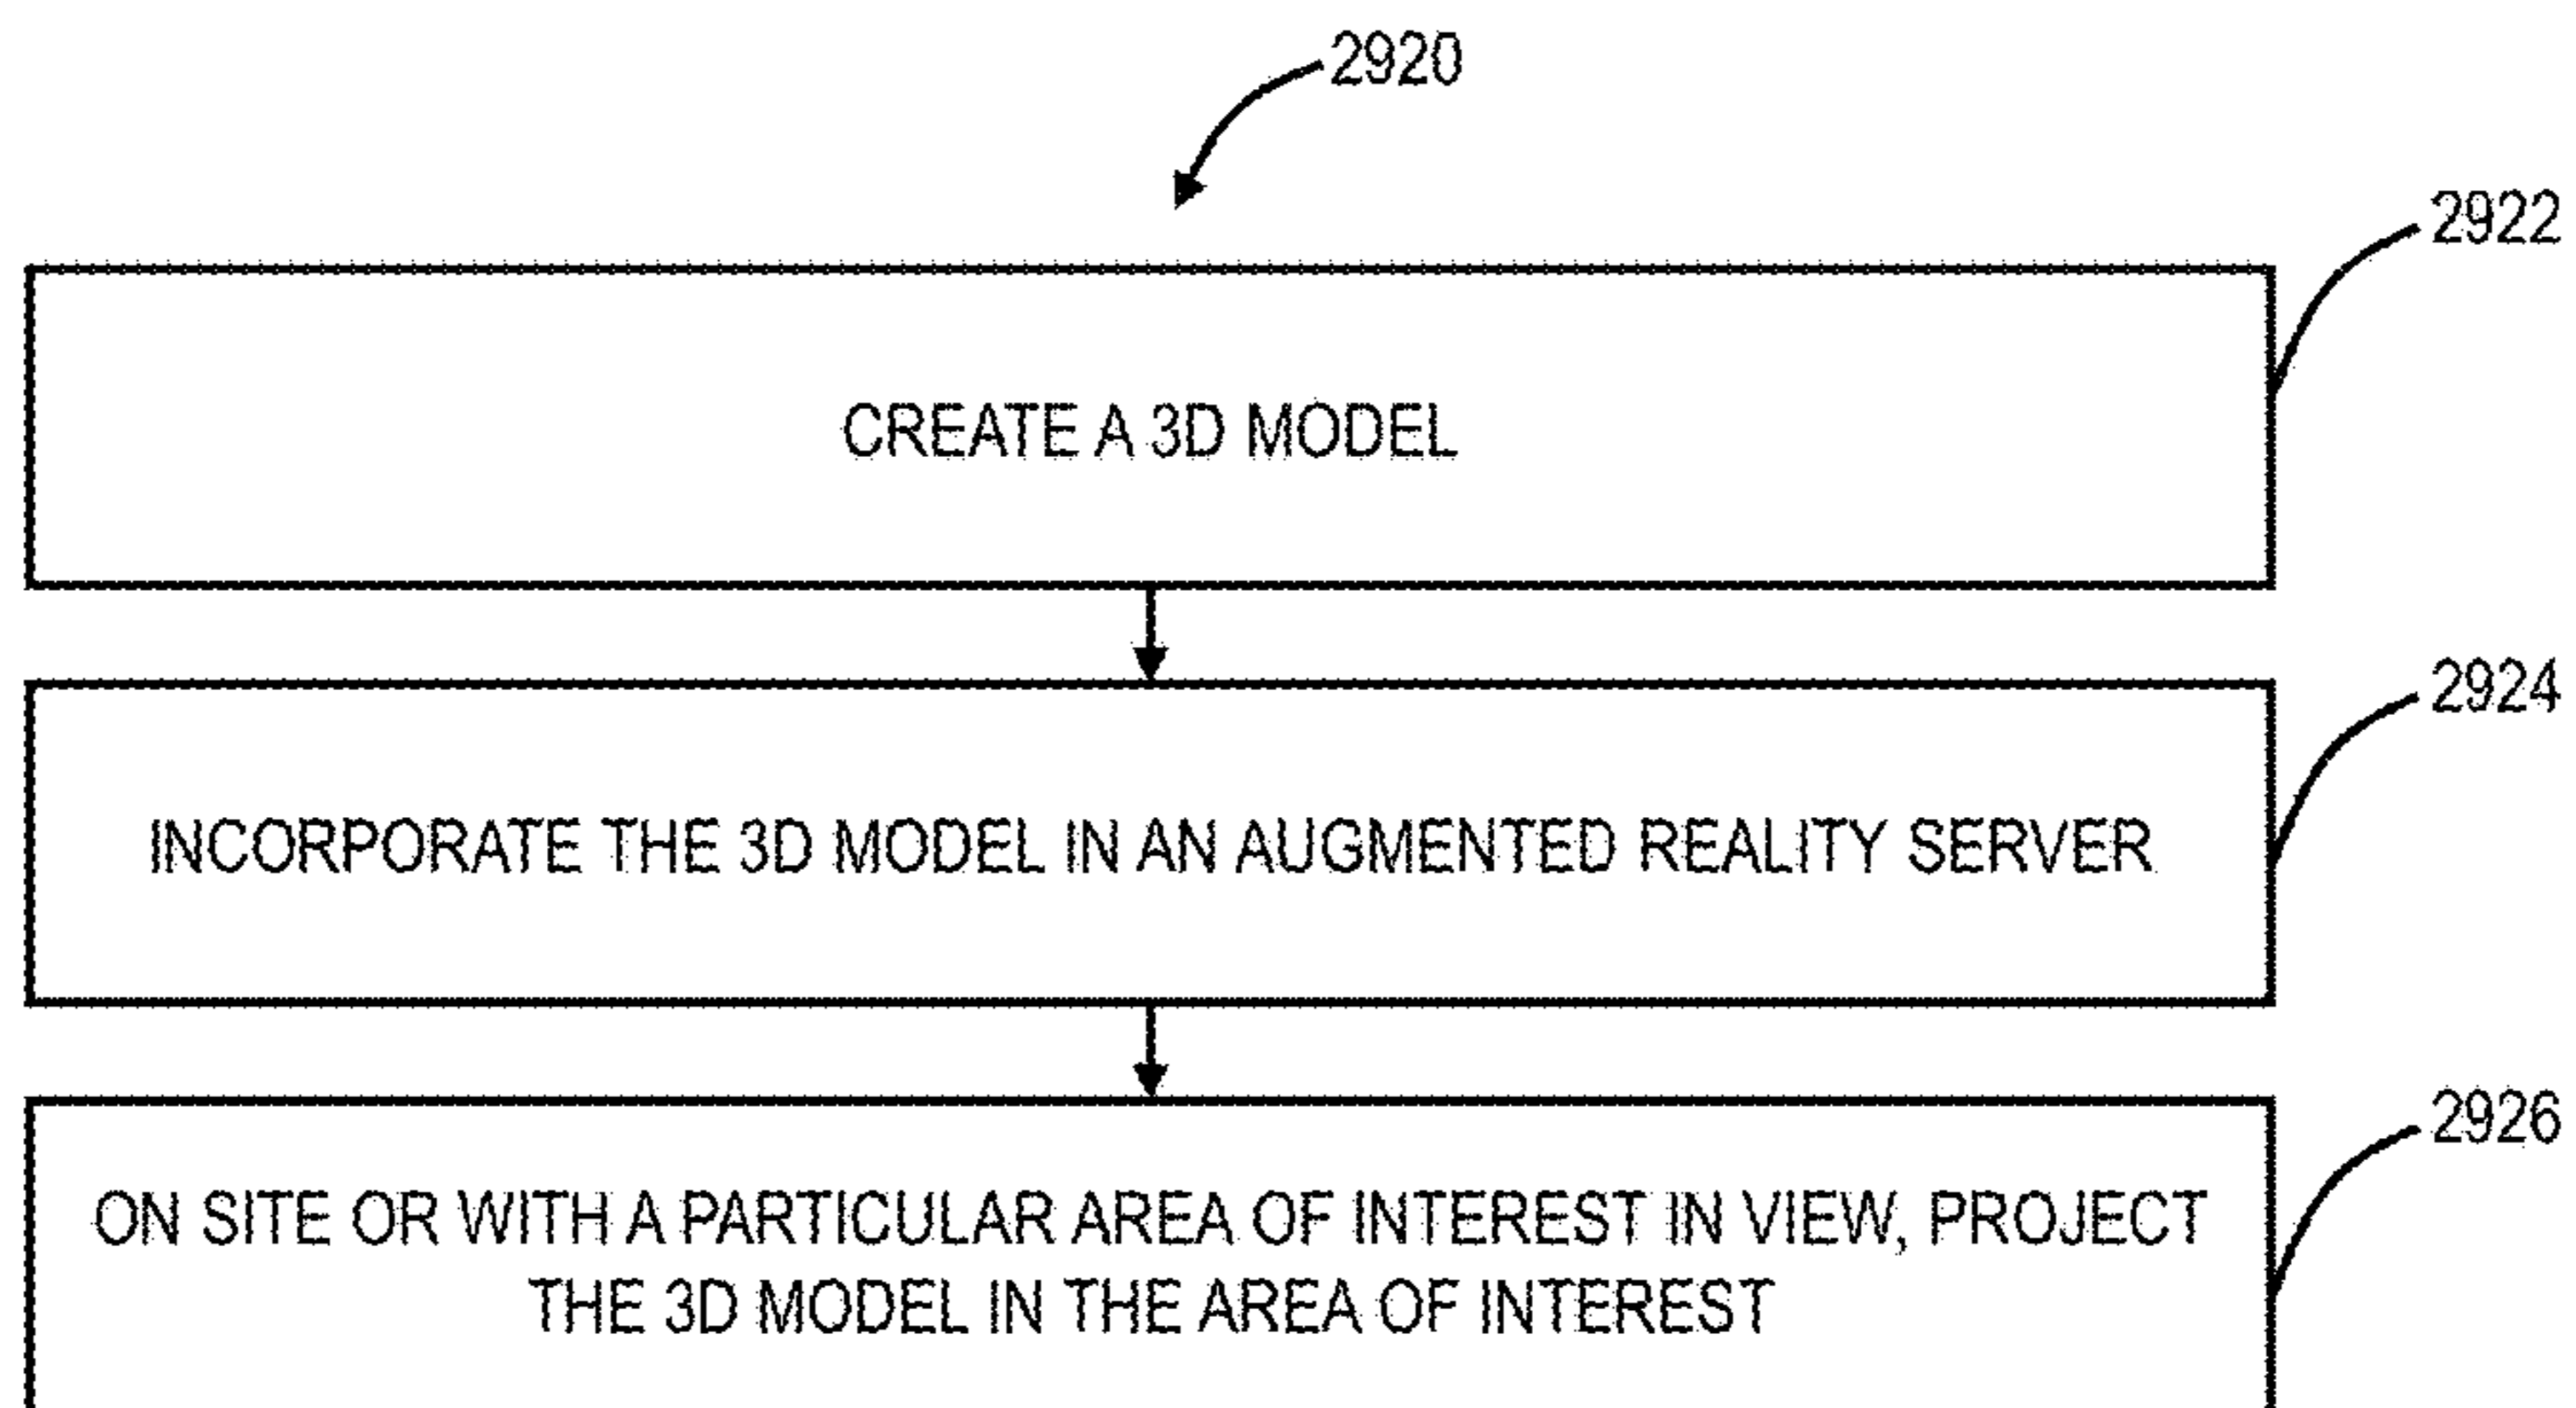 2920
2922
CREATE A 3D MODEL
2924
INCORPORATE THE 3D MODEL IN AN AUGMENTED REALITY SERVER
2926
ON SITE OR WITH A PARTICULAR AREA OF INTEREST IN VIEW, PROJECT
THE 3D MODEL IN THE AREA OF INTEREST